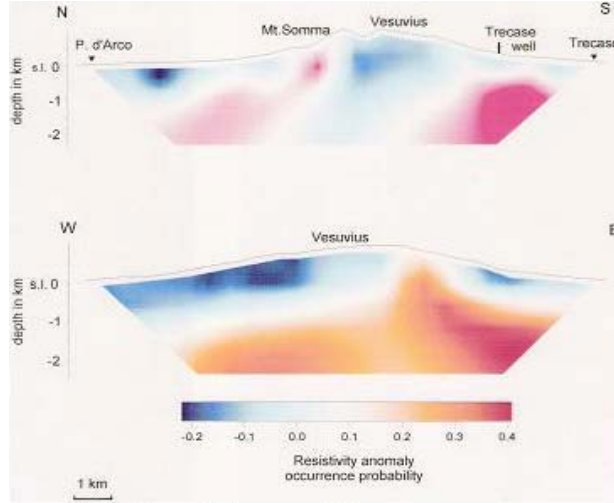 N
S
Vesuvius
Mt.Somma
Trecase
well
P. d'Arco
Trecase
s.l. 0
-1
-2
depth in km
W
Vesuvius
s.l. 0
-1
-2
depth in km
-0.2 -0.1 0.0 0.1 0.2 0.3 0.4
Resistivity anomaly
occurrence probability
1 km